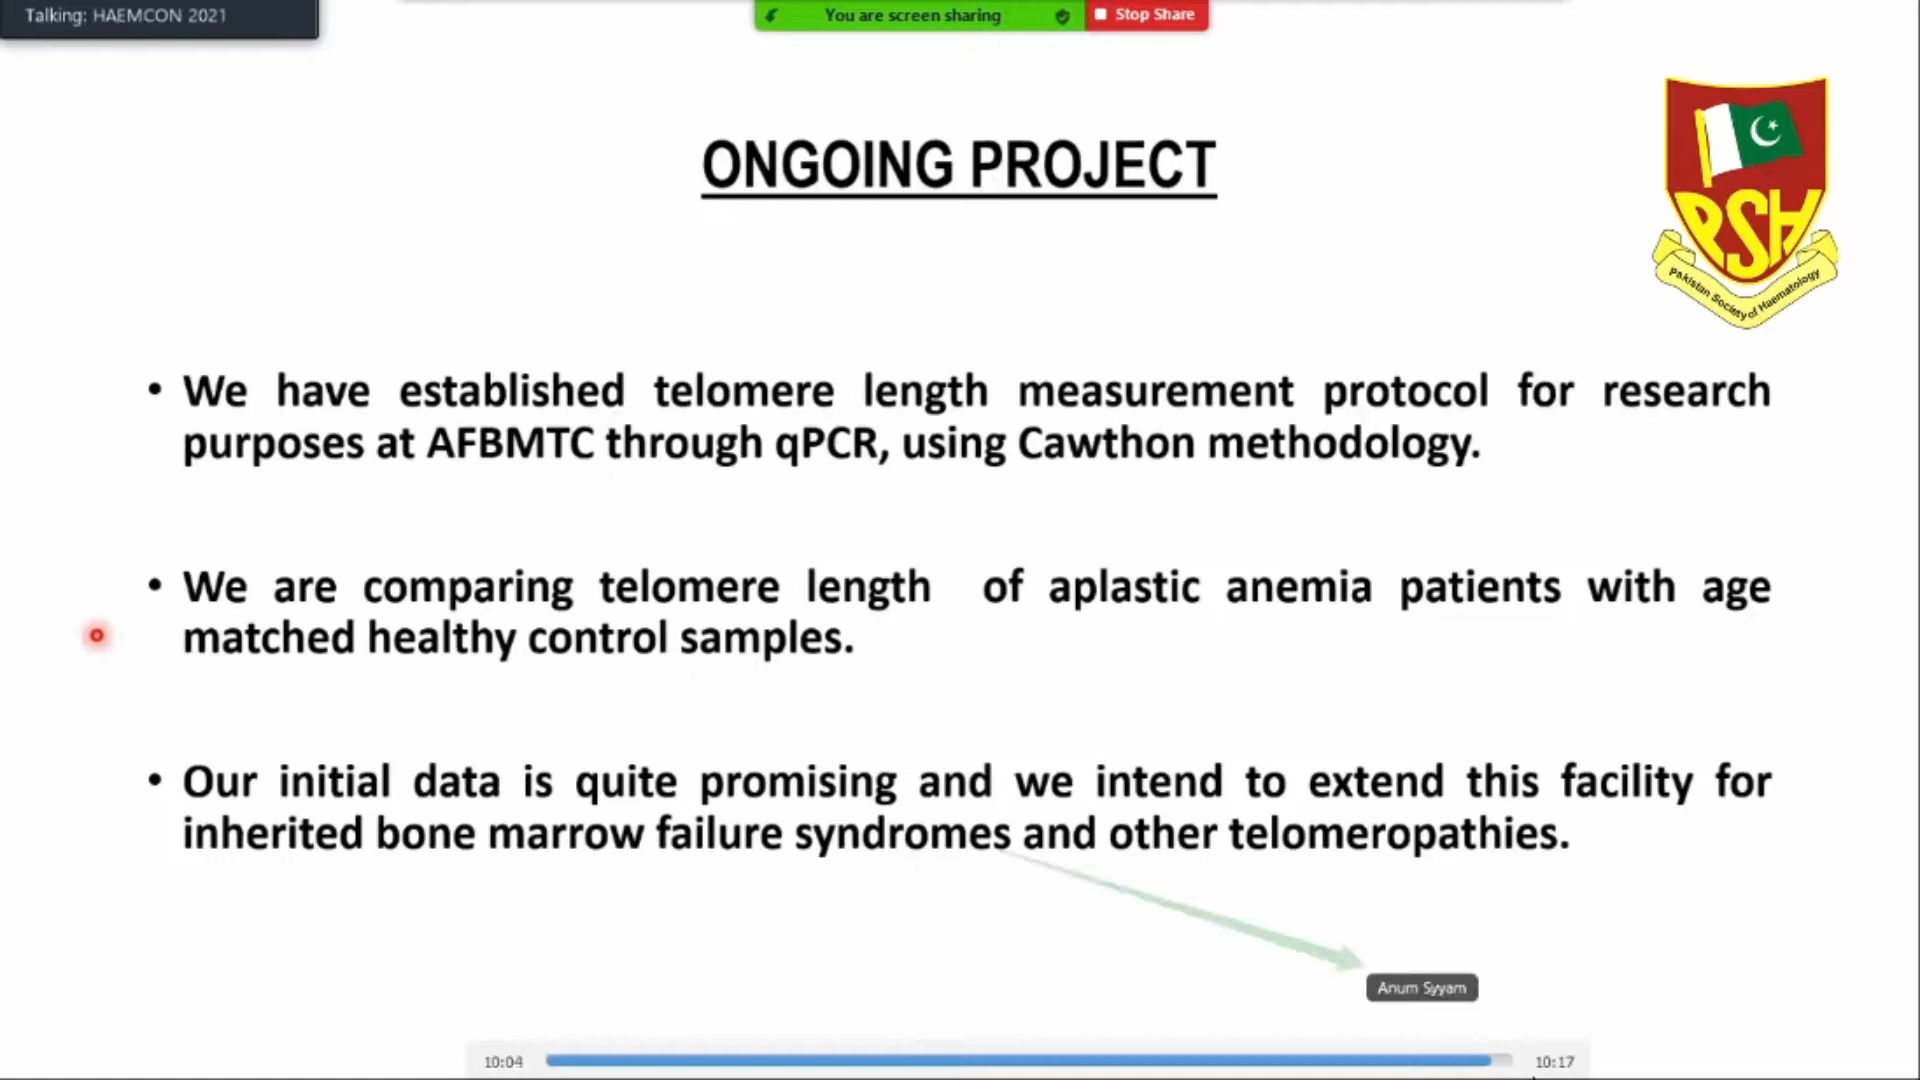 Talking: HAEMCON 2021
You are screen sharing
Stop Share
ONGOING PROJECT
PSH
Pakistan Society of Haematology
• We have established telomere length measurement protocol for research
purposes at AFBMTC through qPCR, using Cawthon methodology.
• We are comparing telomere length of aplastic anemia patients with age
matched healthy control samples.
• Our initial data is quite promising and we intend to extend this facility for
inherited bone marrow failure syndromes and other telomeropathies.
Anum Syyam
10:04
10:17